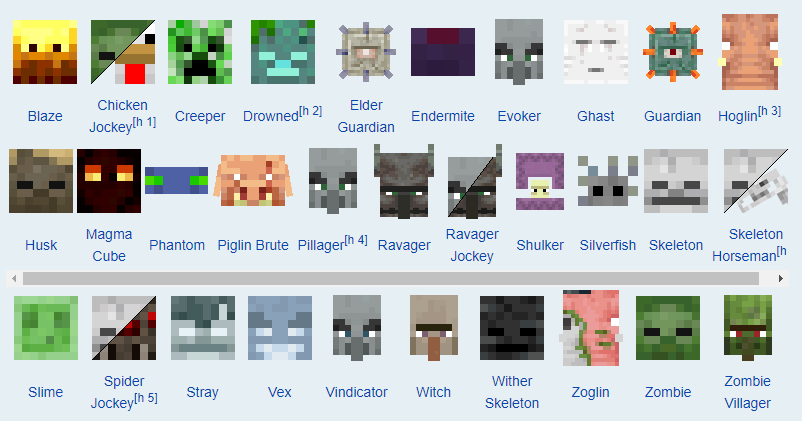 Blaze
Chicken
Jockey[h 1]
Creeper
Drowned[h 2]
Elder
Guardian
Endermite
Evoker
Ghast
Guardian
Hoglin[h 3]
Husk
Magma
Cube
Phantom
Piglin Brute
Pillager[h 4]
Ravager
Ravager
Jockey
Shulker
Silverfish
Skeleton
Skeleton
Horseman[h
Slime
Spider
Jockey[h 5]
Stray
Vex
Vindicator
Witch
Wither
Skeleton
Zoglin
Zombie
Zombie
Villager